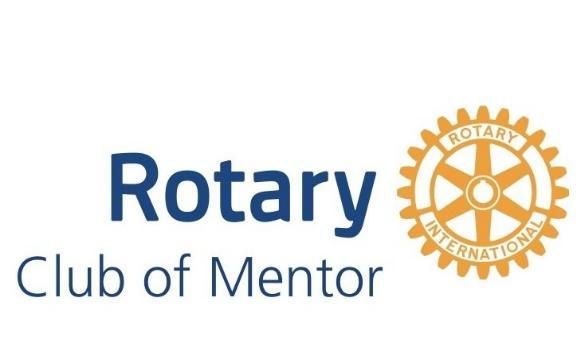 Rotary
Club of Mentor
ROTARY
INTERNATIONAL